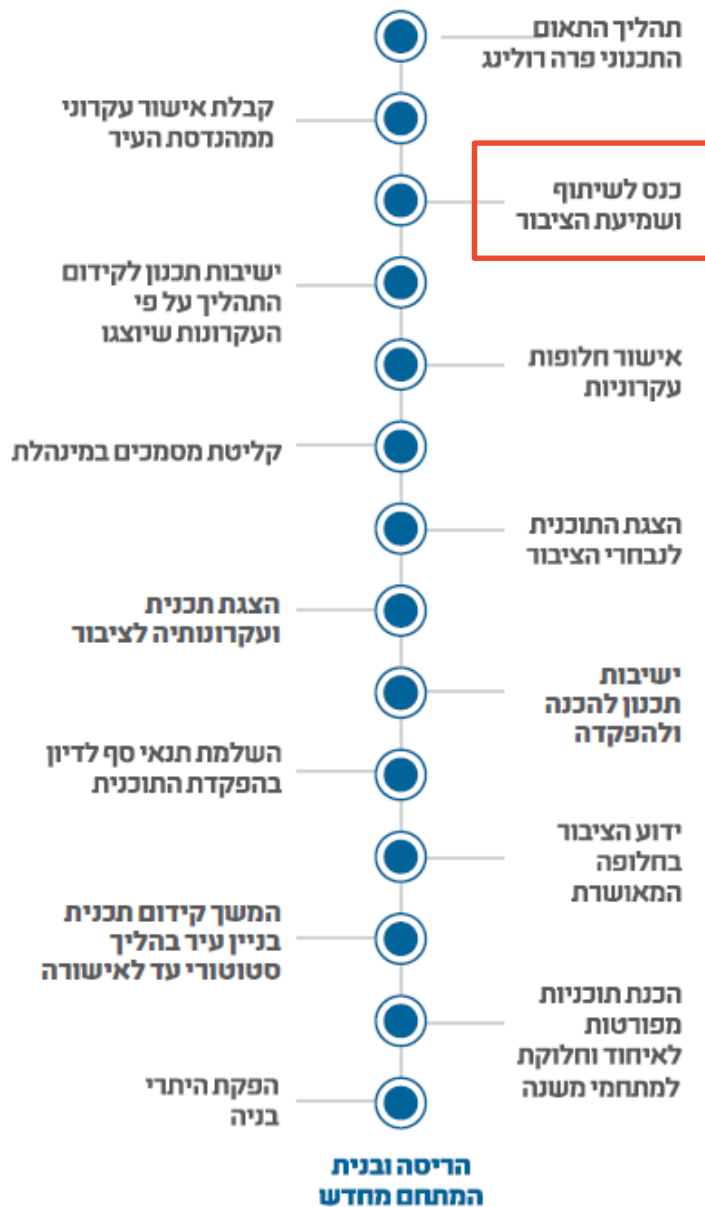 תהליך התאום
התכנוני פרה רולינג
קבלת אישור עקרוני
ממהנדסת העיר
כנס לשיתוף
ושמיעת הציבור
ישיבות תכנון לקידום
התהליך על פי
העקרונות שיוצגו
אישור חלופות
עקרוניות
קליטת מסמכים במינהלת
הצגת התוכנית
לנבחרי הציבור
הצגת תכנית
ועקרונותיה לציבור
ישיבות
תכנון להכנה
ולהפקדה
השלמת תנאי סף לדיון
בהפקדת התוכנית
ידוע הציבור
בחלופה
המאושרת
המשך קידום תכנית
בניין עיר בהליך
סטוטורי עד לאישורה
הכנת תוכניות
מפורטות
לאיחוד וחלוקת
למתחמי משנה
הפקת היתרי
בניה
הריסה ובנית
המתחם מחדש